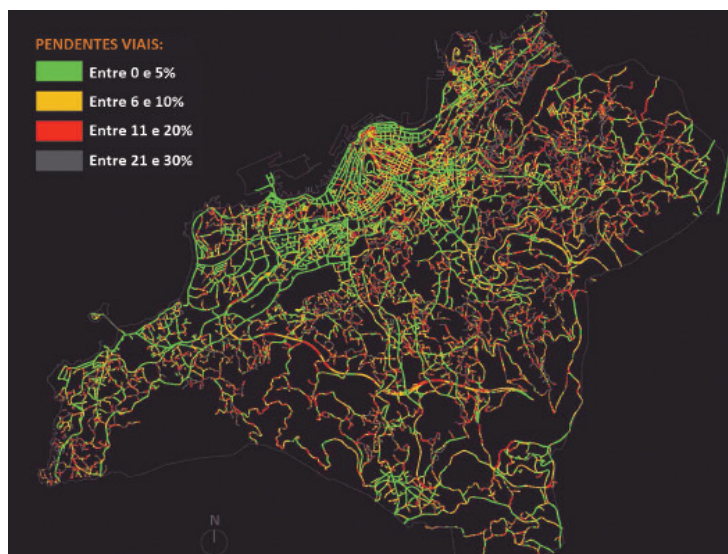 PENDENTES VIAIS:
Entre 0 e 5%
Entre 6 e 10%
Entre 11 e 20%
Entre 21 e 30%
N